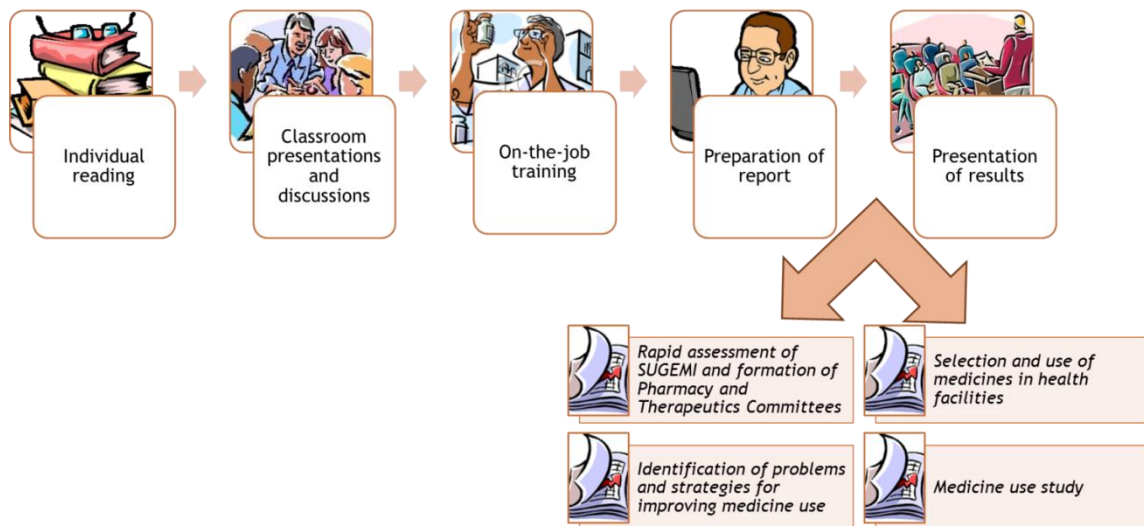 Individual
reading
Classroom
presentations
and
discussions
On-the-job
training
Preparation of
report
Presentation
of results
Rapid assessment of
SUGEMI and formation of
Pharmacy and
Therapeutics Committees
Selection and use of
medicines in health
facilities
Identification of problems
and strategies for
improving medicine use
Medicine use study